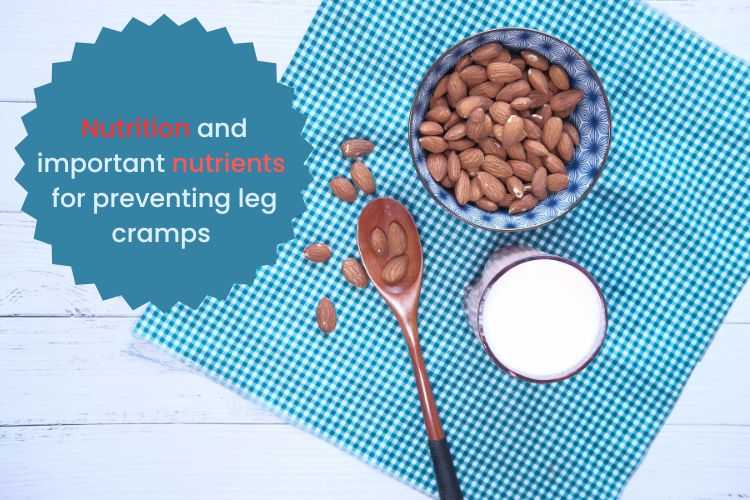 Nutrition and
important nutrients
for preventing leg
cramps